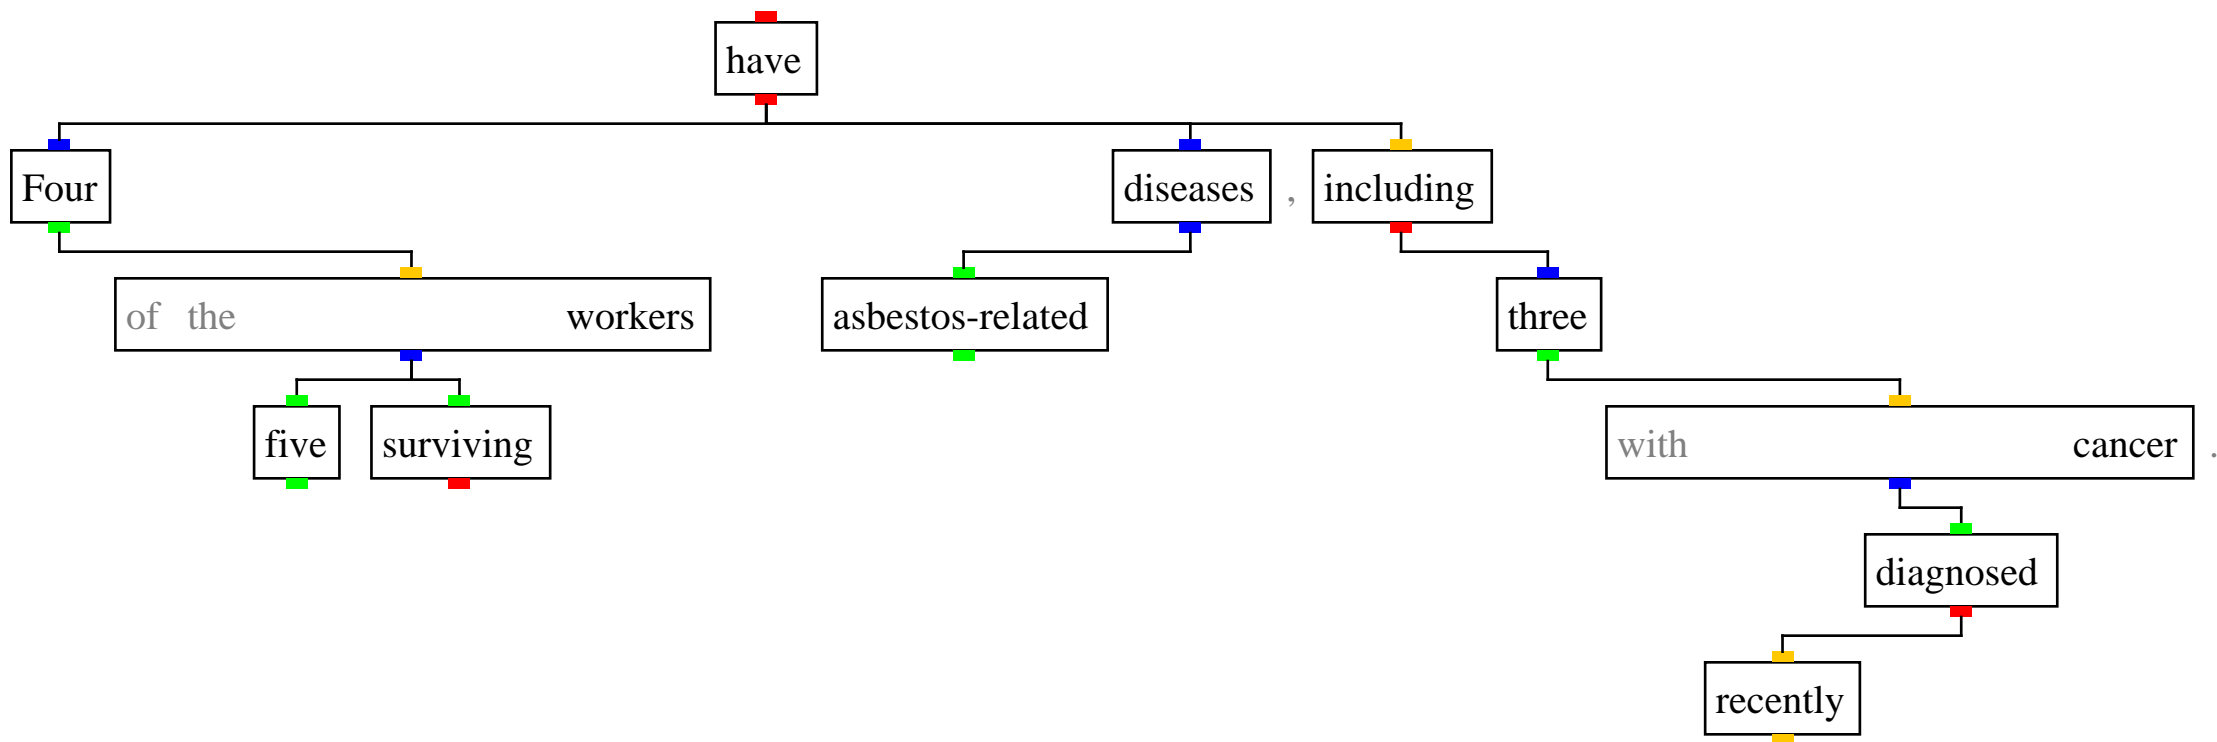 have
Four diseases , including
of the workers asbestos-related three
five surviving with cancer .
diagnosed
recently